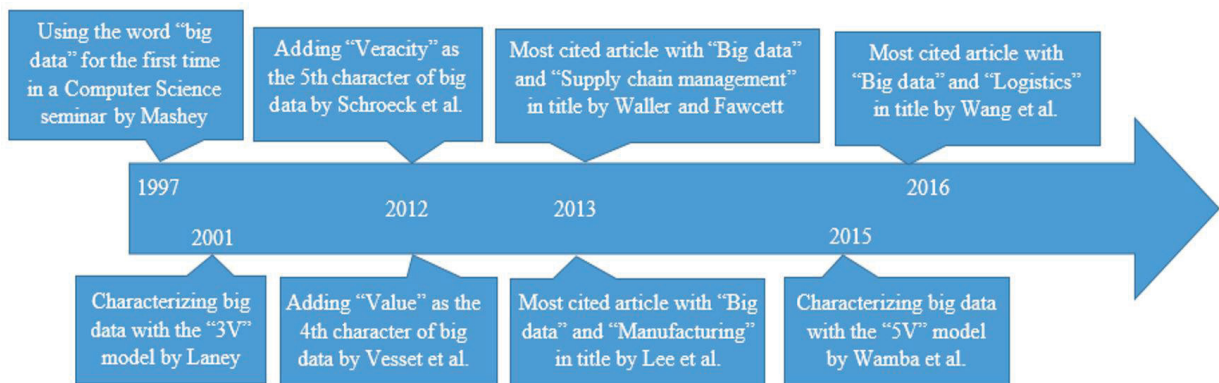 Using the word “big
data” for the first time
in a Computer Science
seminar by Mashey
Adding “Veracity” as
the 5th character of big
data by Schroeck et al.
Most cited article with “Big data”
and “Supply chain management”
in title by Waller and Fawcett
Most cited article with
“Big data” and “Logistics”
in title by Wang et al.
1997
2001
2012
2013
2015
2016
Characterizing big
data with the “3V”
model by Laney
Adding “Value” as the
4th character of big
data by Vesset et al.
Most cited article with “Big
data” and “Manufacturing”
in title by Lee et al.
Characterizing big data
with the “5V” model
by Wamba et al.